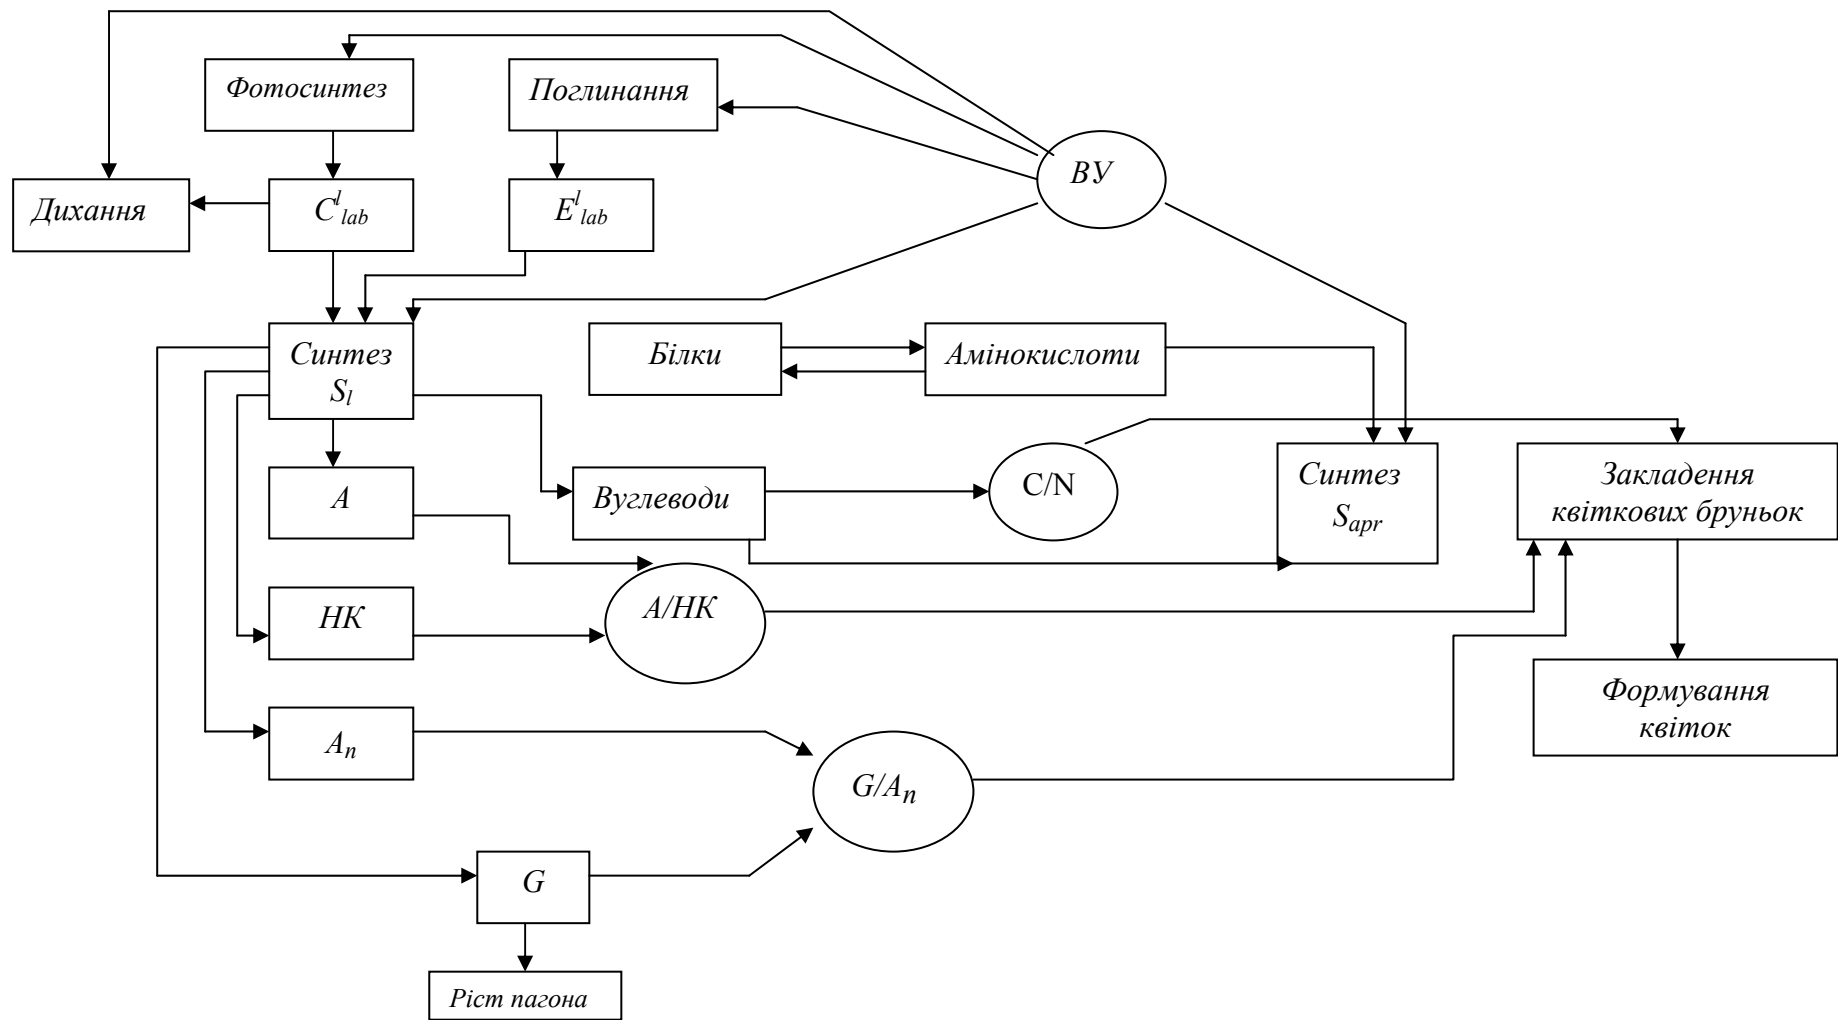 Фотосинтез
Поглинання
ВУ
Дихання
C^l_lab
E^l_lab
Синтез
S_l
Білки
Амінокислоти
A
Вуглеводи
C/N
Синтез
S_apr
Закладення
квіткових бруньок
НК
А/НК
Формування
квіток
A_n
G/A_n
G
Ріст пагона